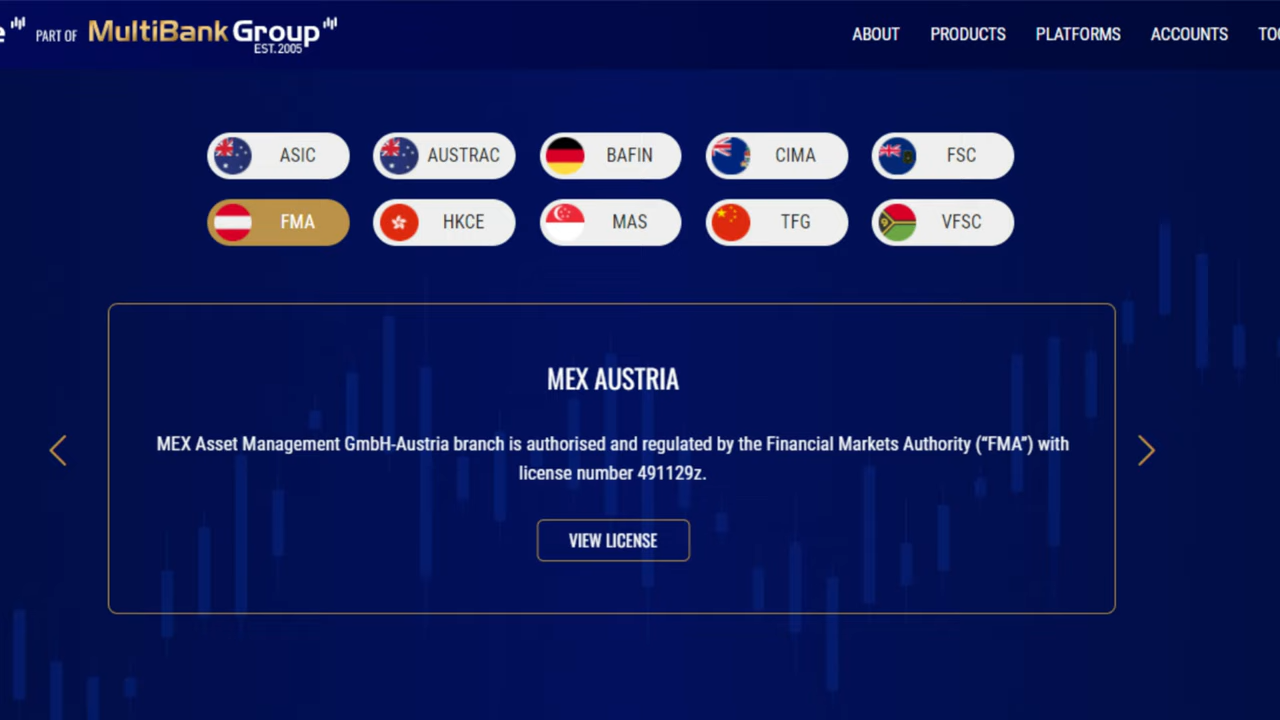 PART OF MultiBank Group
EST. 2005
ABOUT PRODUCTS PLATFORMS ACCOUNTS
ASIC AUSTRAC BAFIN CIMA FSC
FMA HKCE MAS TFG VFSC
MEX AUSTRIA
MEX Asset Management GmbH-Austria branch is authorised and regulated by the Financial Markets Authority (“FMA”) with
license number 491129z.
VIEW LICENSE